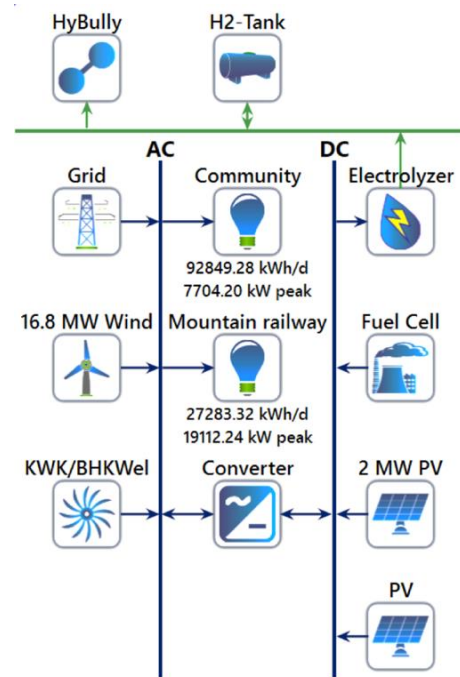 HyBully H2-Tank
AC DC
Grid Community Electrolyzer
92849.28 kWh/d
7704.20 kW peak
16.8 MW Wind Mountain railway Fuel Cell
27283.32 kWh/d
19112.24 kW peak
KWK/BHKWel Converter 2 MW PV
PV